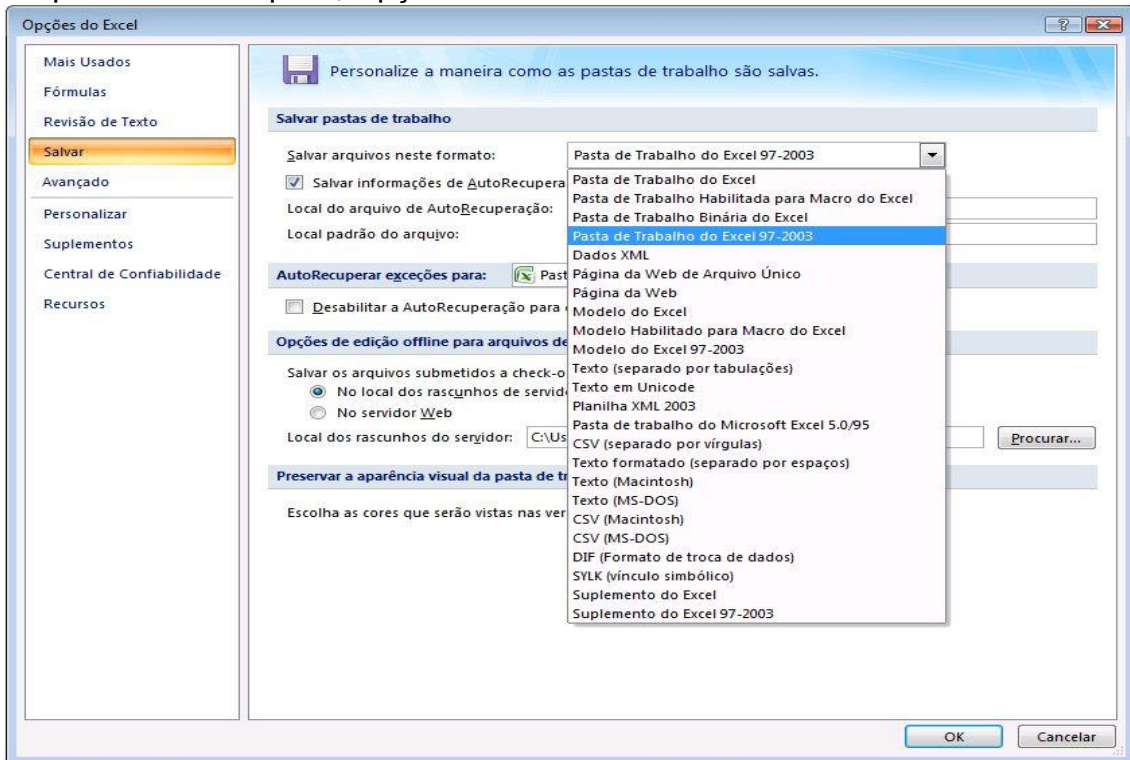 Opções do Excel
Mais Usados
Fórmulas
Revisão de Texto
Salvar
Avançado
Personalizar
Suplementos
Central de Confiabilidade
Recursos
Personalize a maneira como as pastas de trabalho são salvas.
Salvar pastas de trabalho
Salvar arquivos neste formato: Pasta de Trabalho do Excel 97-2003
Salvar informações de AutoRecupera
Local do arquivo de AutoRecuperação:
Local padrão do arquivo:
AutoRecuperar exceções para: Past
Desabilitar a AutoRecuperação para
Opções de edição offline para arquivos de
Salvar os arquivos submetidos a check-o
No local dos rascunhos de servid
No servidor Web
Local dos rascunhos do servidor: C:\Us
Procurar...
Preservar a aparência visual da pasta de t
Escolha as cores que serão vistas nas ver
Pasta de Trabalho do Excel
Pasta de Trabalho Habilitada para Macro do Excel
Pasta de Trabalho Binária do Excel
Pasta de Trabalho do Excel 97-2003
Dados XML
Página da Web de Arquivo Único
Página da Web
Modelo do Excel
Modelo Habilitado para Macro do Excel
Modelo do Excel 97-2003
Texto (separado por tabulações)
Texto em Unicode
Planilha XML 2003
Pasta de trabalho do Microsoft Excel 5.0/95
CSV (separado por vírgulas)
Texto formatado (separado por espaços)
Texto (Macintosh)
Texto (MS-DOS)
CSV (Macintosh)
CSV (MS-DOS)
DIF (Formato de troca de dados)
SYLK (vínculo simbólico)
Suplemento do Excel
Suplemento do Excel 97-2003
OK Cancelar